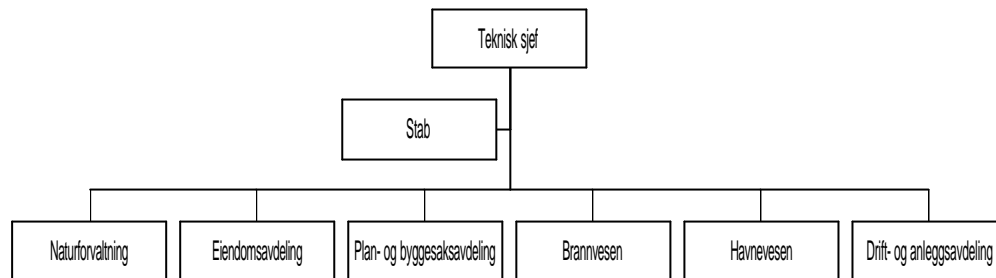 Teknisk sjef
Stab
Naturforvaltning
Eiendomsavdeling
Plan- og byggesaksavdeling
Brannvesen
Havnevesen
Drift- og anleggsavdeling